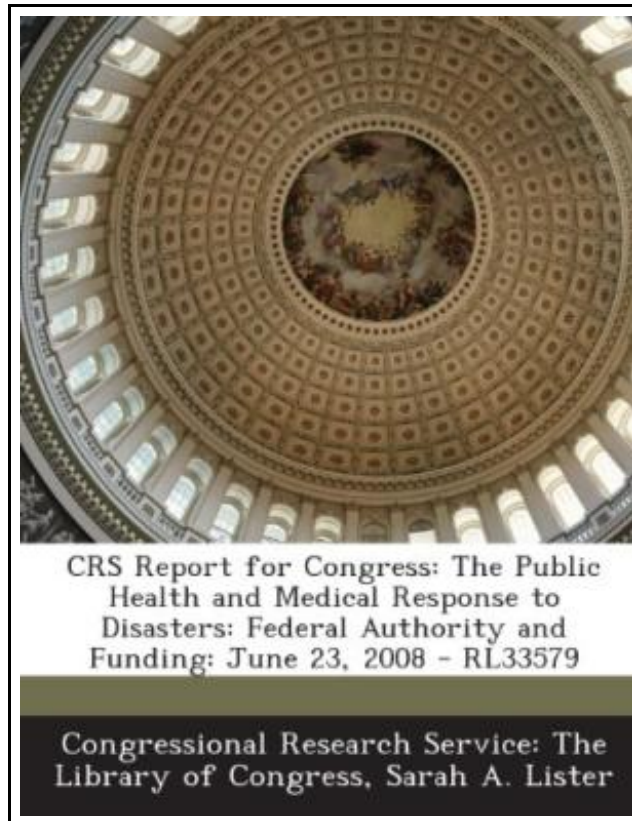 CRS Report for Congress: The Public
Health and Medical Response to
Disasters: Federal Authority and
Funding: June 23, 2008 - RL33579
Congressional Research Service: The
Library of Congress, Sarah A. Lister